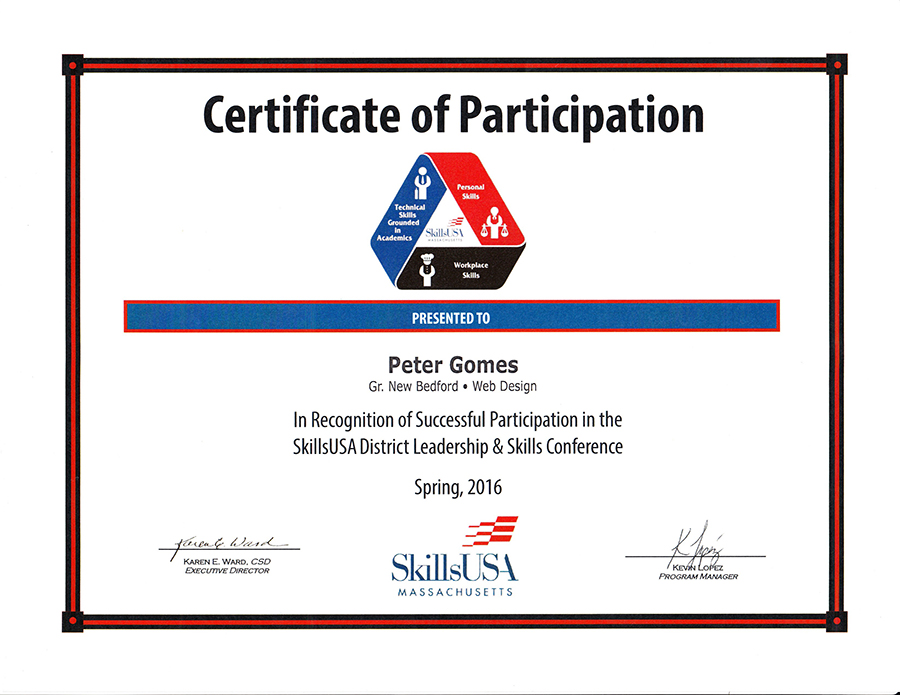 Certificate of Participation
Technical
Skills
Grounded
in
Academics
Personal
Skills
SkillsUSA
MASSACHUSETTS
Workplace
Skills
PRESENTED TO
Peter Gomes
Gr. New Bedford • Web Design
In Recognition of Successful Participation in the
SkillsUSA District Leadership & Skills Conference
Spring, 2016
Karen E. Ward
KAREN E. WARD, CSD
EXECUTIVE DIRECTOR
SkillsUSA
MASSACHUSETTS
K Lopez
KEVIN LOPEZ
PROGRAM MANAGER